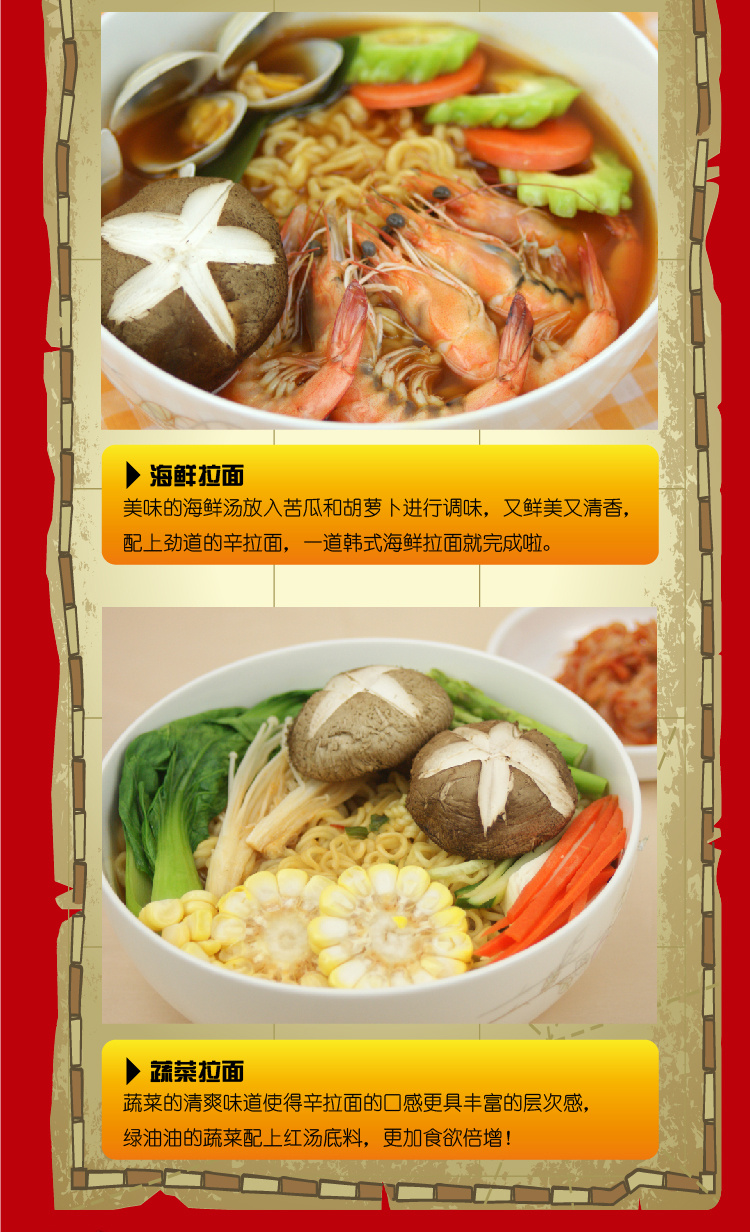 海鲜拉面
美味的海鲜汤放入苦瓜和胡萝卜进行调味，又鲜美又清香，
配上劲道的辛拉面，一道韩式海鲜拉面就完成啦。
蔬菜拉面
蔬菜的清爽味道使得辛拉面的口感更具丰富的层次感，
绿油油的蔬菜配上红汤底料，更加食欲倍增！